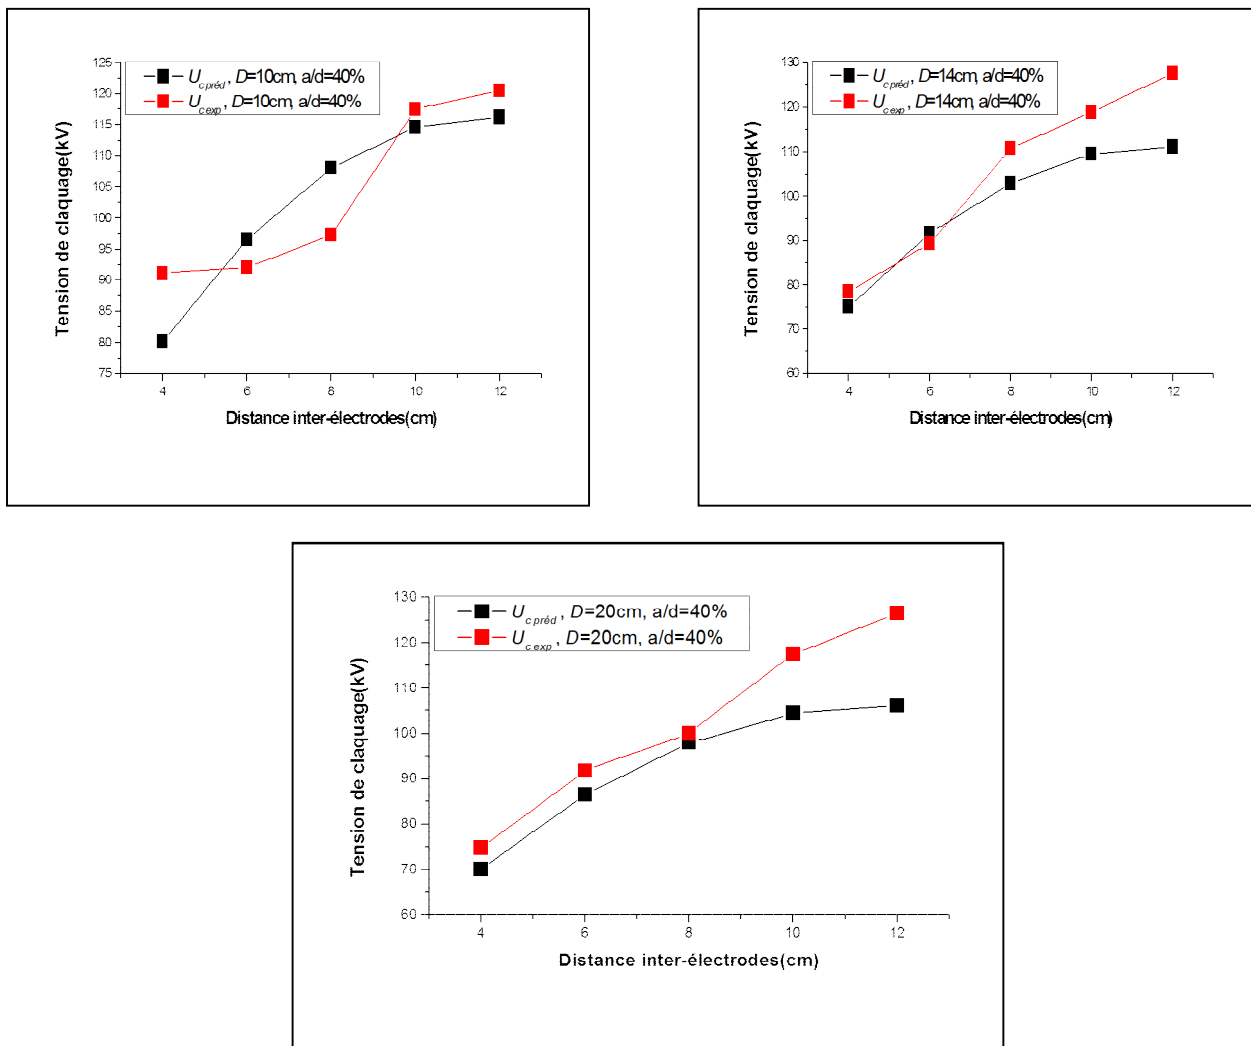 125
120
115
110
105
100
95
90
85
80
75
U c préd , D=10cm, a/d=40%
U c exp , D=10cm, a/d=40%
Tension de claquage(kV)
4 6 8 10 12
Distance inter-électrodes(cm)
130
120
110
100
90
80
70
60
U c préd , D=14cm, a/d=40%
U c exp , D=14cm, a/d=40%
Tension de claquage(kV)
4 6 8 10 12
Distance inter-électrodes(cm)
130
120
110
100
90
80
70
60
U c préd , D=20cm, a/d=40%
U c exp , D=20cm, a/d=40%
Tension de claquage(kV)
4 6 8 10 12
Distance inter-électrodes(cm)